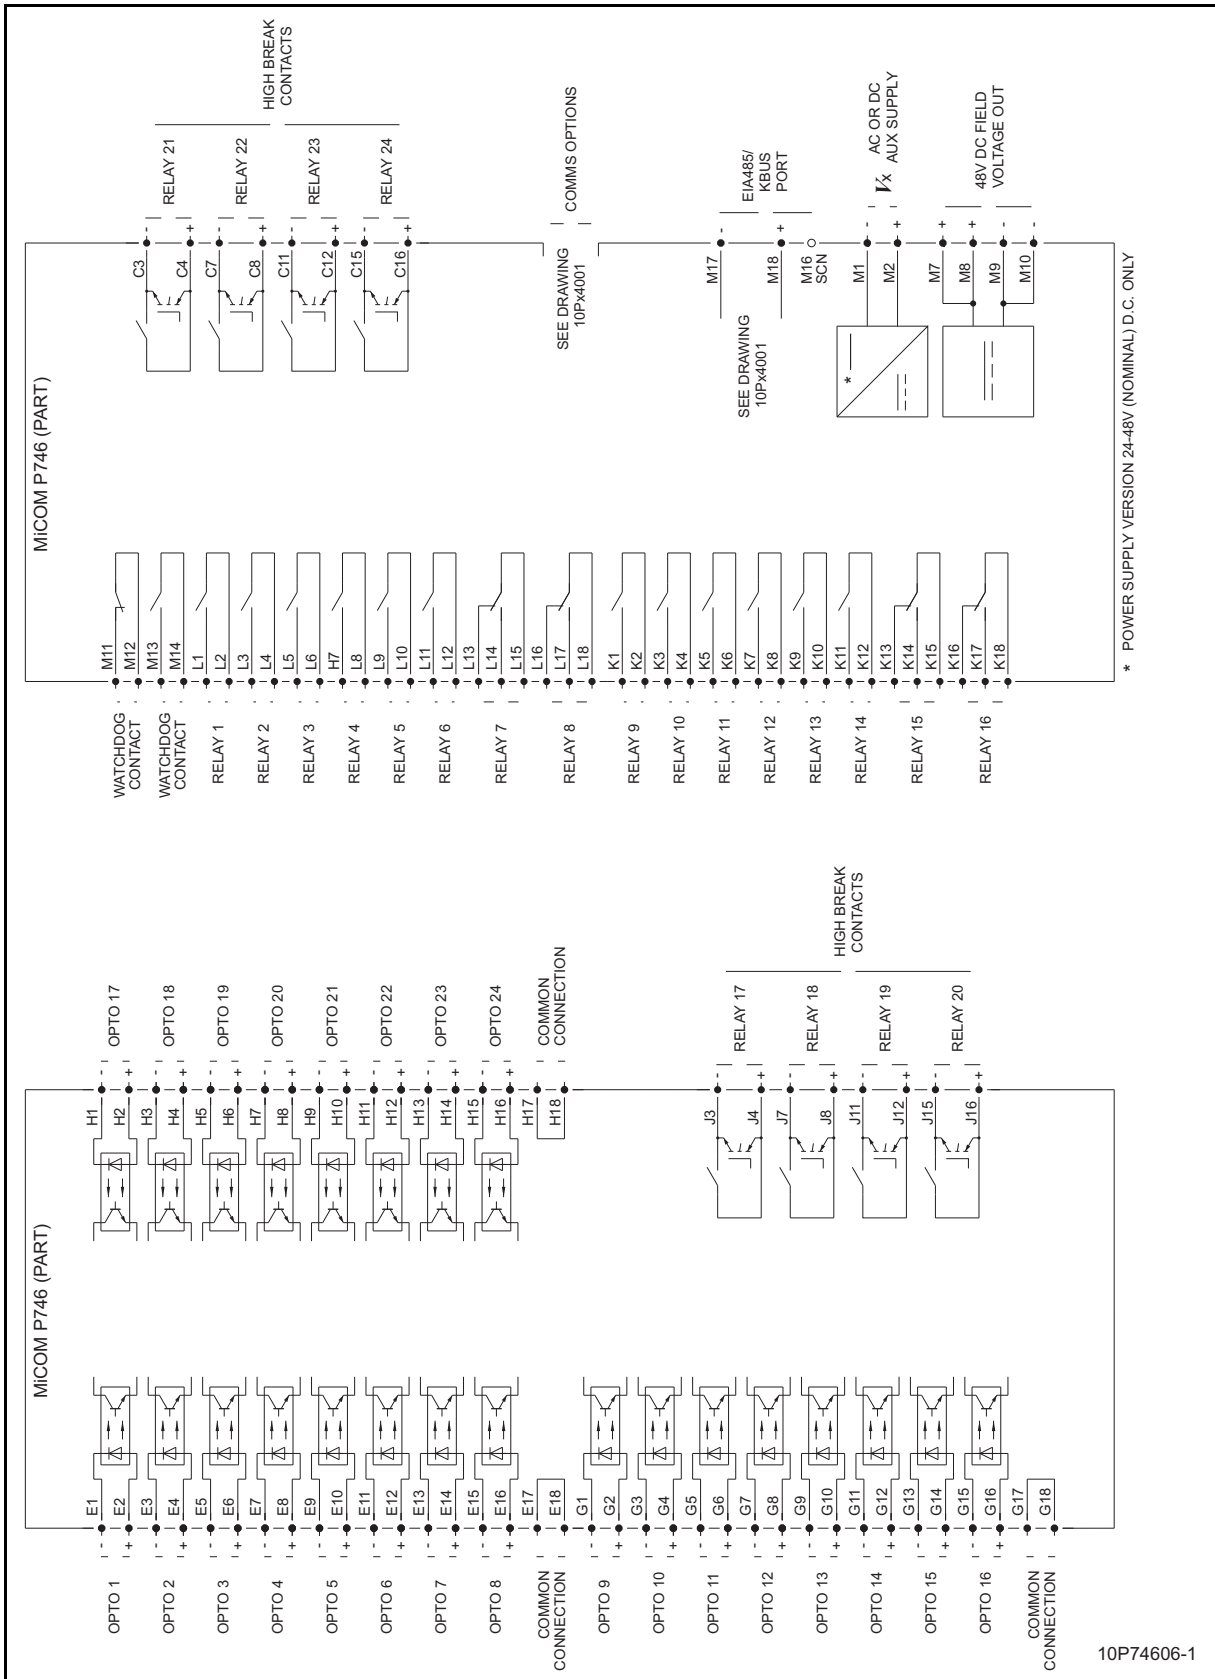 MiCOM P746 (PART)
M11
M12
M13
M14
L1
L2
L3
L4
L5
L6
H7
L8
L9
L10
L11
L12
L13
L14
L15
L16
L17
L18
K1
K2
K3
K4
K5
K6
K7
K8
K9
K10
K11
K12
K13
K14
K15
K16
K17
K18
WATCHDOG
CONTACT
WATCHDOG
CONTACT
RELAY 1
RELAY 2
RELAY 3
RELAY 4
RELAY 5
RELAY 6
RELAY 7
RELAY 8
RELAY 9
RELAY 10
RELAY 11
RELAY 12
RELAY 13
RELAY 14
RELAY 15
RELAY 16
C3 -
C4 +
C7 -
C8 +
C11 -
C12 +
C15 -
C16 +
RELAY 21
RELAY 22
RELAY 23
RELAY 24
HIGH BREAK
CONTACTS
SEE DRAWING
10Px4001
COMMS OPTIONS
SEE DRAWING
10Px4001
M17 -
M18 +
M16
SCN
EIA485/
KBUS
PORT
*
M1 -
M2 +
Vx
AC OR DC
AUX SUPPLY
M7 +
M8 +
M9 -
M10 -
48V DC FIELD
VOLTAGE OUT
* POWER SUPPLY VERSION 24-48V (NOMINAL) D.C. ONLY
MiCOM P746 (PART)
E1 -
E2 +
E3 -
E4 +
E5 -
E6 +
E7 -
E8 +
E9 -
E10 +
E11 -
E12 +
E13 -
E14 +
E15 -
E16 +
E17
E18
G1 -
G2 +
G3 -
G4 +
G5 -
G6 +
G7 -
G8 +
G9 -
G10 +
G11 -
G12 +
G13 -
G14 +
G15 -
G16 +
G17
G18
OPTO 1
OPTO 2
OPTO 3
OPTO 4
OPTO 5
OPTO 6
OPTO 7
OPTO 8
COMMON
CONNECTION
OPTO 9
OPTO 10
OPTO 11
OPTO 12
OPTO 13
OPTO 14
OPTO 15
OPTO 16
COMMON
CONNECTION
H1 -
H2 +
H3 -
H4 +
H5 -
H6 +
H7 -
H8 +
H9 -
H10 +
H11 -
H12 +
H13 -
H14 +
H15 -
H16 +
H17
H18
OPTO 17
OPTO 18
OPTO 19
OPTO 20
OPTO 21
OPTO 22
OPTO 23
OPTO 24
COMMON
CONNECTION
J3 -
J4 +
J7 -
J8 +
J11 -
J12 +
J15 -
J16 +
RELAY 17
RELAY 18
RELAY 19
RELAY 20
HIGH BREAK
CONTACTS
10P74606-1